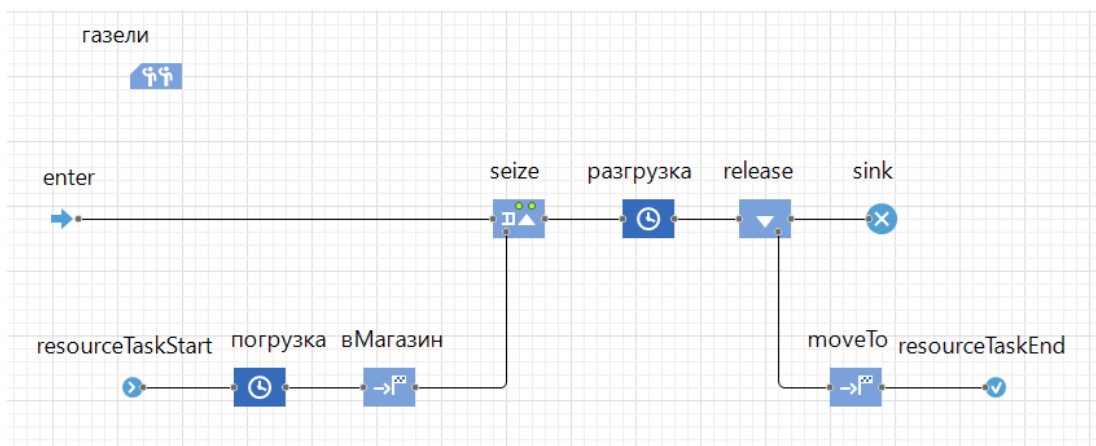 газели
enter
seize
разгрузка
release
sink
resourceTaskStart
погрузка
вМагазин
moveTo
resourceTaskEnd